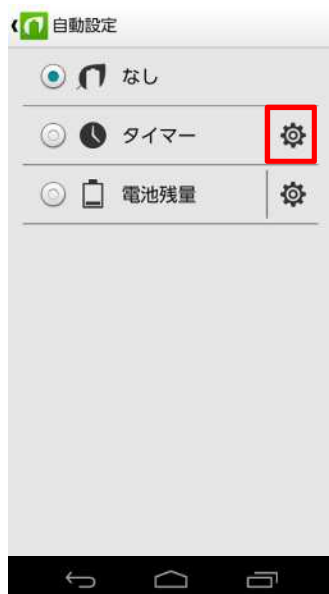 自動設定
なし
タイマー
電池残量